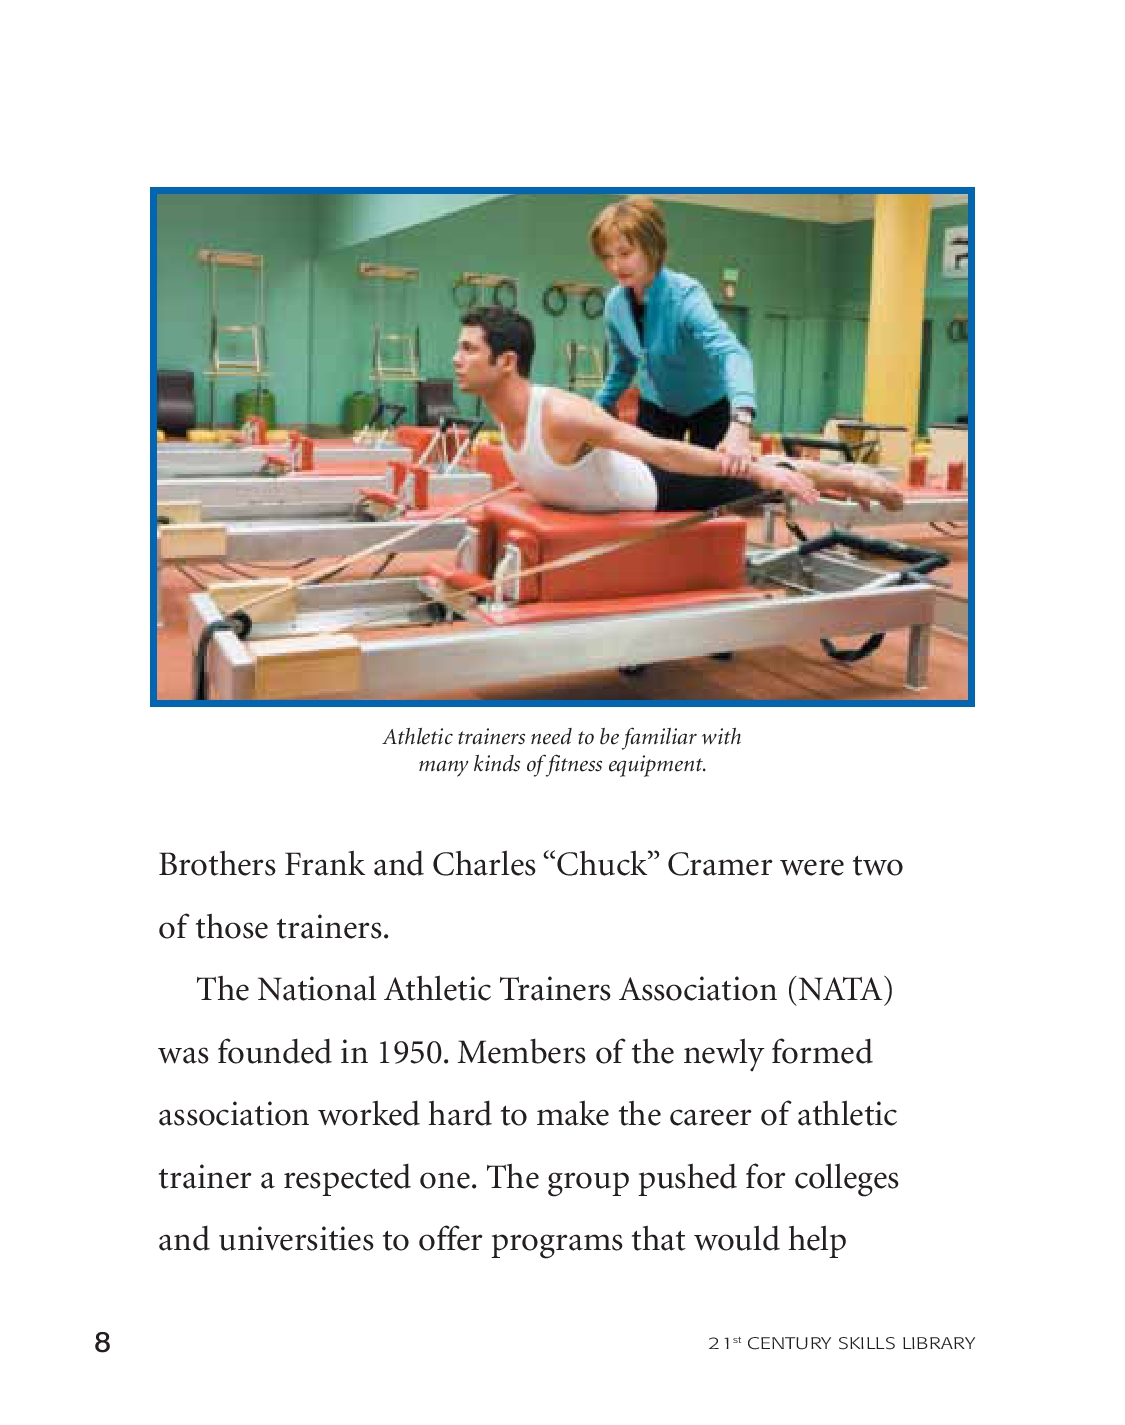 Athletic trainers need to be familiar with
many kinds of fitness equipment.
Brothers Frank and Charles “Chuck” Cramer were two
of those trainers.
The National Athletic Trainers Association (NATA)
was founded in 1950. Members of the newly formed
association worked hard to make the career of athletic
trainer a respected one. The group pushed for colleges
and universities to offer programs that would help
8
21st CENTURY SKILLS LIBRARY